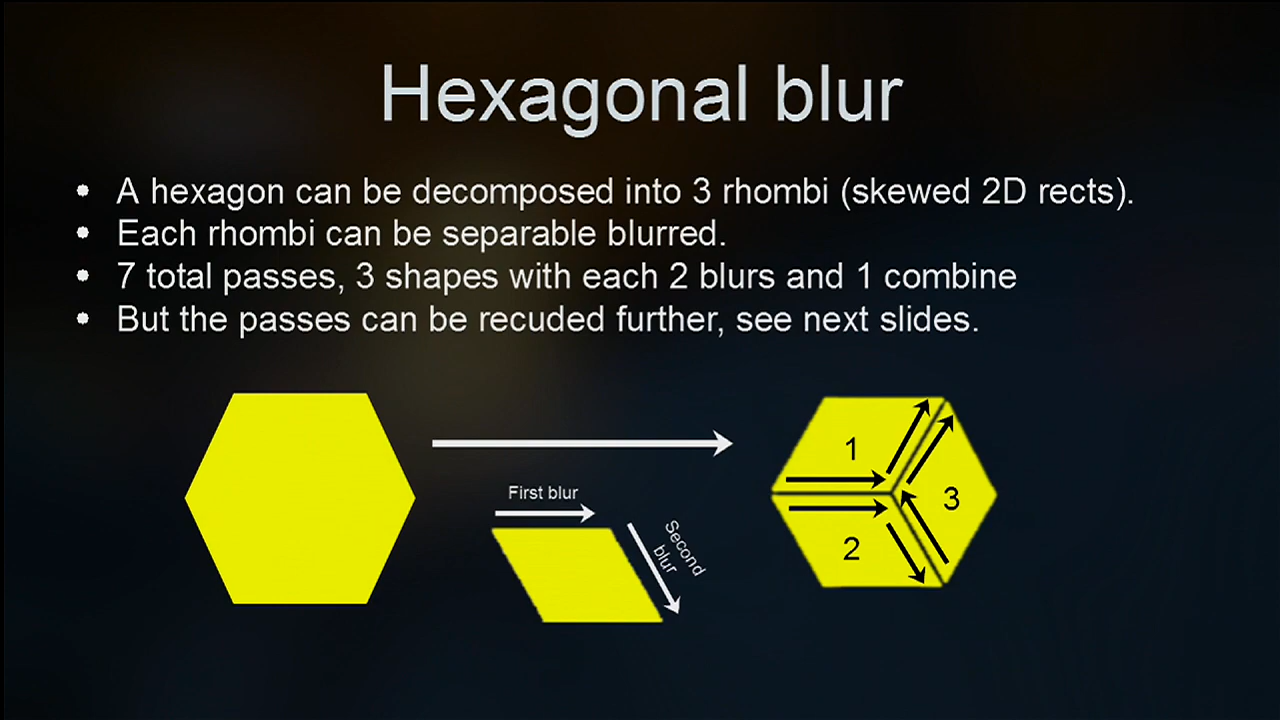 Hexagonal blur
• A hexagon can be decomposed into 3 rhombi (skewed 2D rects).
• Each rhombi can be separable blurred.
• 7 total passes, 3 shapes with each 2 blurs and 1 combine
• But the passes can be recuded further, see next slides.
First blur
Second
blur
1
2
3